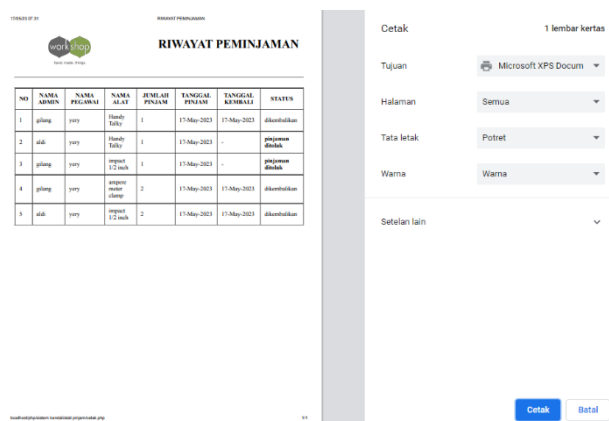 RIWAYAT PEMINJAMAN
work shop
RIWAYAT PEMINJAMAN
NO NAMA ADMIN NAMA PEGAWAI NAMA ALAT JUMLAH PINJAM TANGGAL PINJAM TANGGAL KEMBALI STATUS
1 gilang yery Handy Talky 1 17-May-2023 17-May-2023 dikembalikan
2 aldi yery Handy Talky 1 17-May-2023 - pinjaman ditolak
3 gilang yery impact 1/2 inch 1 17-May-2023 - pinjaman ditolak
4 gilang yery ampere meter clamp 2 17-May-2023 17-May-2023 dikembalikan
5 aldi yery impact 1/2 inch 2 17-May-2023 17-May-2023 dikembalikan
1/1
Cetak 1 lembar kertas
Tujuan Microsoft XPS Docum
Halaman Semua
Tata letak Potret
Warna Warna
Setelan lain
Cetak Batal